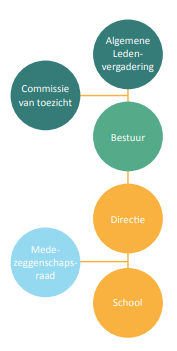 Algemene
Leden-
vergadering
Commissie
van toezicht
Bestuur
Directie
Mede-
zeggenschaps-
raad
School